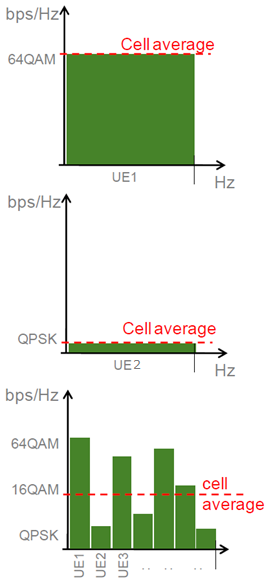 bps/Hz
Cell average
64QAM
UE1
Hz
bps/Hz
Cell average
QPSK
UE2
Hz
bps/Hz
64QAM
cell
16QAM
average
QPSK
UE1
UE2
UE3
. .
. .
. .
Hz